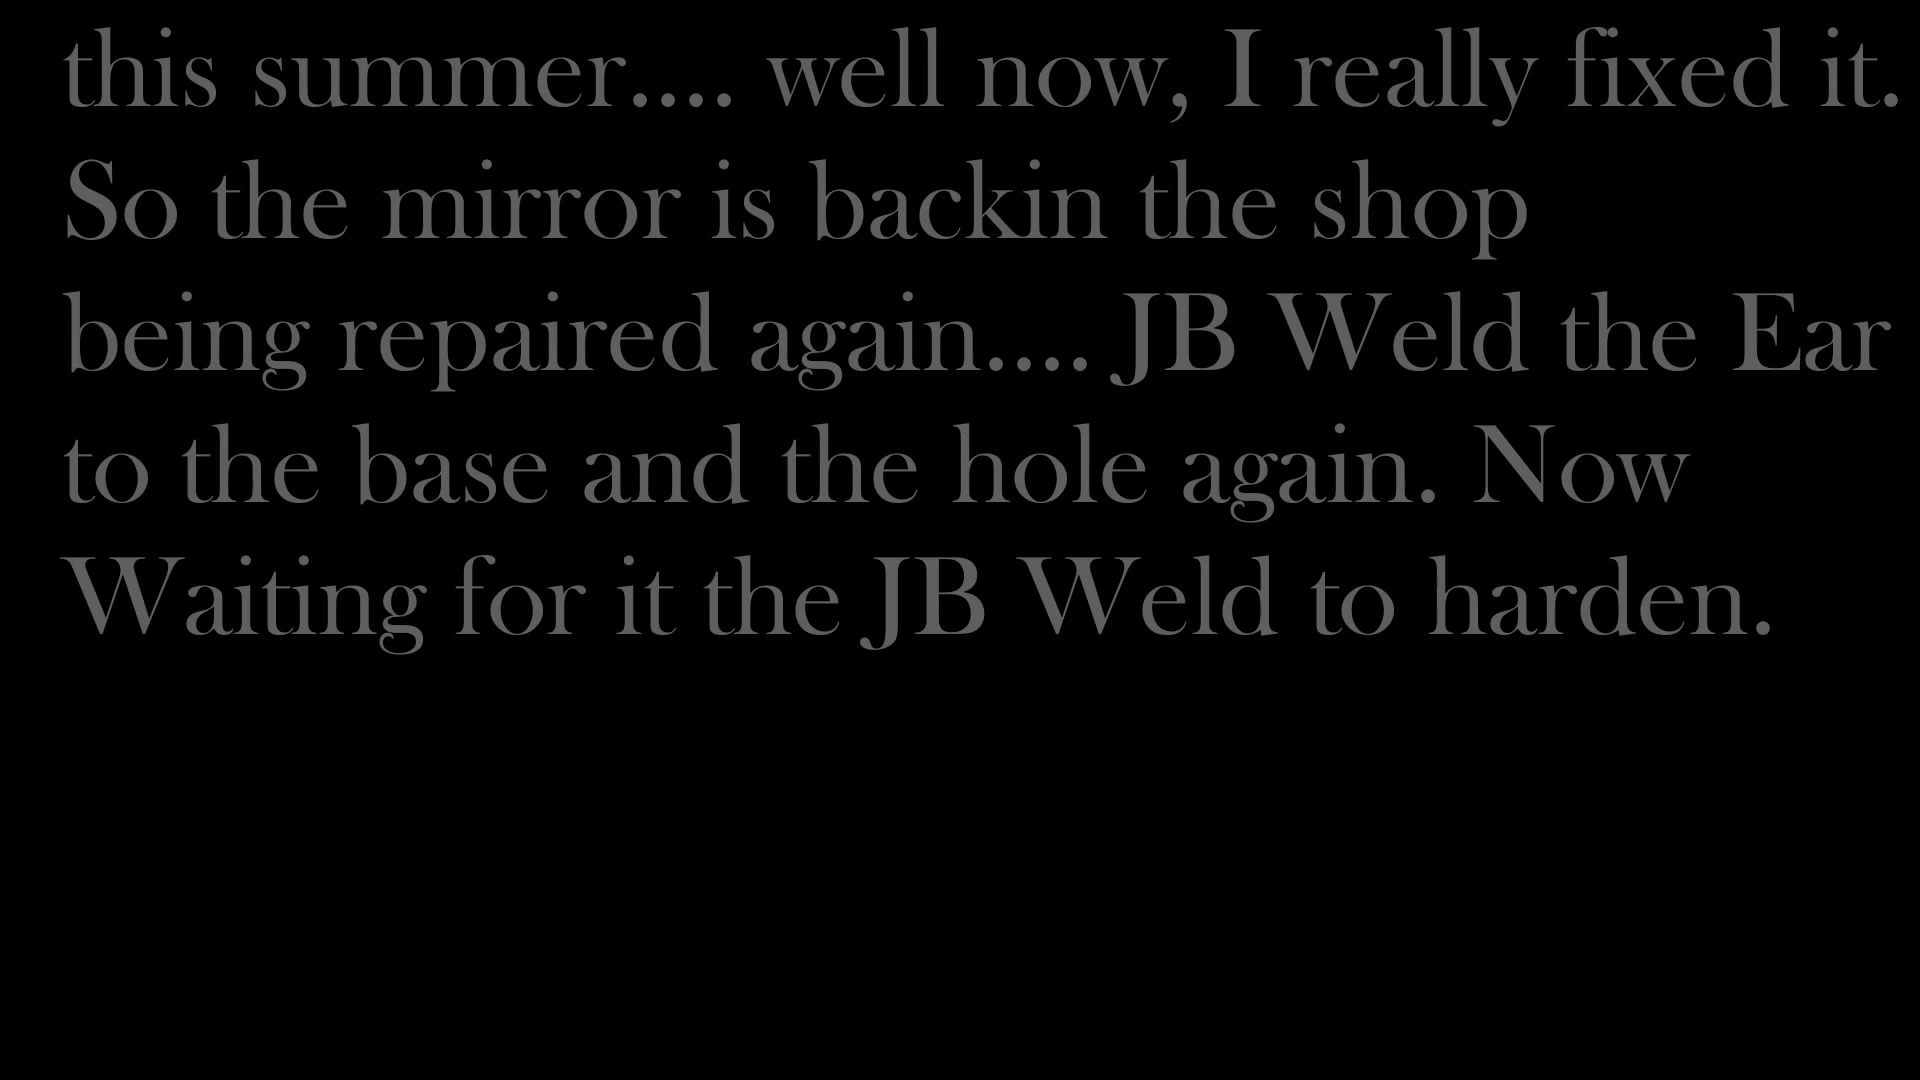 this summer.... well now, I really fixed it.
So the mirror is backin the shop
being repaired again.... JB Weld the Ear
to the base and the hole again. Now
Waiting for it the JB Weld to harden.